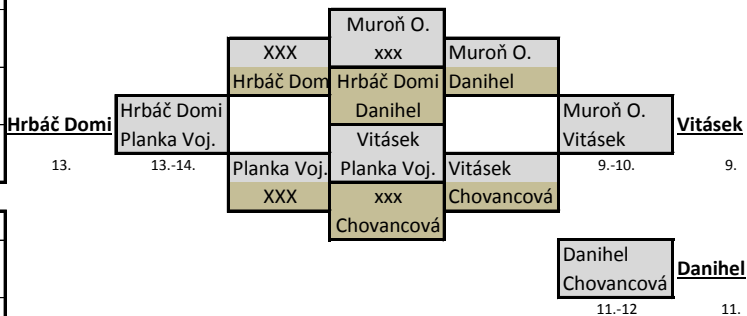 Muroň O.
XXX xxx Muroň O.
Hrbáč Dom Hrbáč Domi Danihel
Hrbáč Domi Danihel Muroň O.
Hrbáč Domi Vitásek
Planka Voj. Vitásek Vitásek
13. 13.-14. Planka Voj. Planka Voj. Vitásek 9.-10. 9.
XXX xxx Chovancová
Chovancová
Danihel
Danihel
Chovancová
11.-12 11.